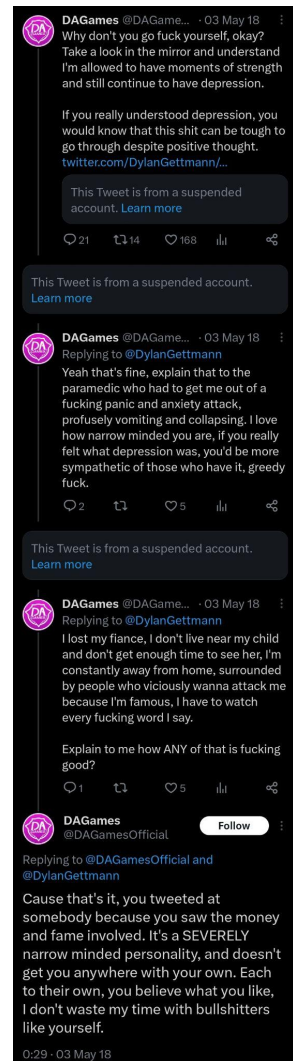 DAGames @DAGame... · 03 May 18
Why don't you go fuck yourself, okay?
Take a look in the mirror and understand
I'm allowed to have moments of strength
and still continue to have depression.
If you really understood depression, you
would know that this shit can be tough to
go through despite positive thought.
twitter.com/DylanGettmann/...
This Tweet is from a suspended
account. Learn more
21 14 168
This Tweet is from a suspended account.
Learn more
DAGames @DAGame... · 03 May 18
Replying to @DylanGettmann
Yeah that's fine, explain that to the
paramedic who had to get me out of a
fucking panic and anxiety attack,
profusely vomiting and collapsing. I love
how narrow minded you are, if you really
felt what depression was, you'd be more
sympathetic of those who have it, greedy
fuck.
2 5
This Tweet is from a suspended account.
Learn more
DAGames @DAGame... · 03 May 18
Replying to @DylanGettmann
I lost my fiance, I don't live near my child
and don't get enough time to see her, I'm
constantly away from home, surrounded
by people who viciously wanna attack me
because I'm famous, I have to watch
every fucking word I say.
Explain to me how ANY of that is fucking
good?
1 5
DAGames
@DAGamesOfficial
Follow
Replying to @DAGamesOfficial and
@DylanGettmann
Cause that's it, you tweeted at
somebody because you saw the money
and fame involved. It's a SEVERELY
narrow minded personality, and doesn't
get you anywhere with your own. Each
to their own, you believe what you like,
I don't waste my time with bullshitters
like yourself.
0:29 · 03 May 18